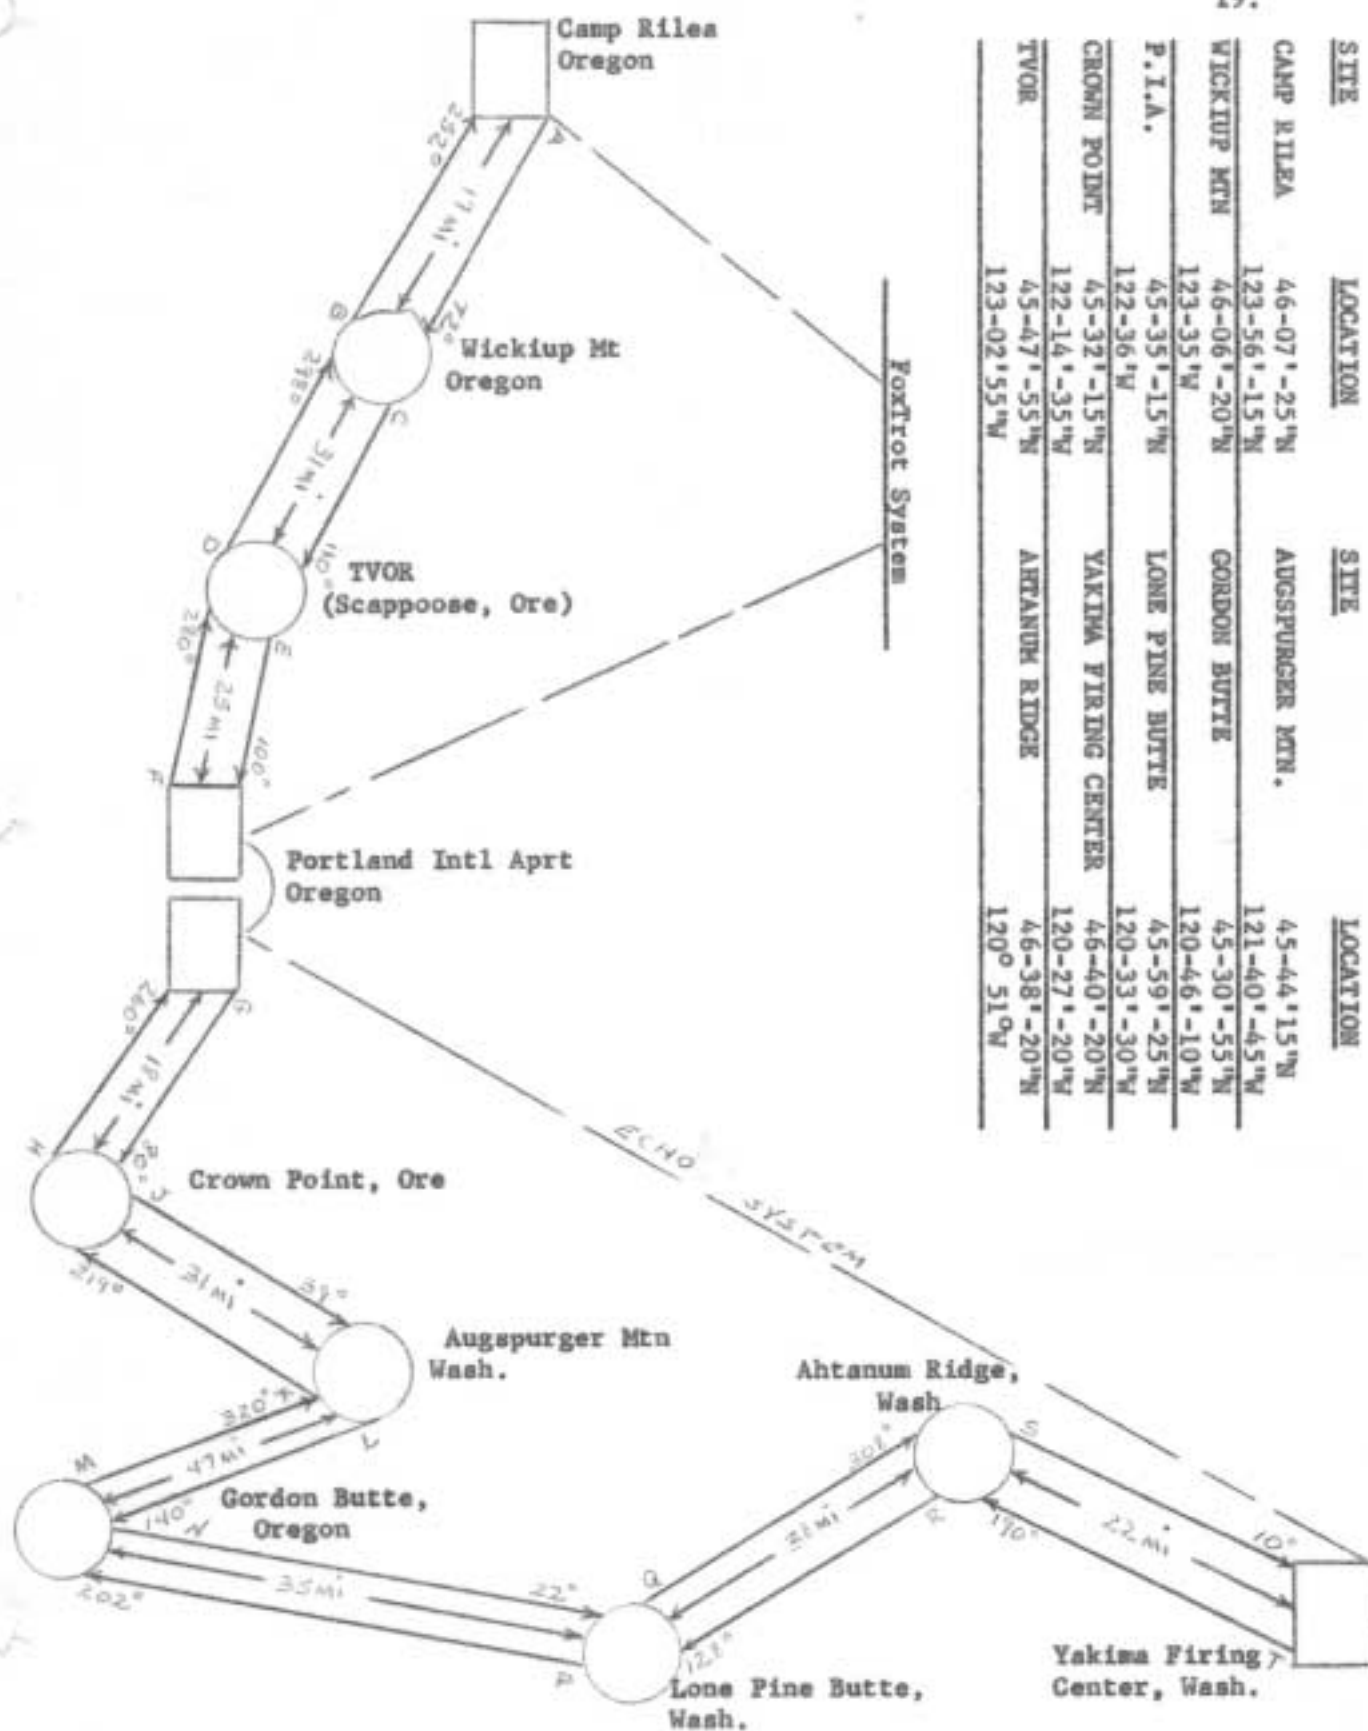 19.
SITE LOCATION SITE LOCATION
CAMP RILEA 46-07'-25"N AUGSPURGER MTN. 45-44'15"N
123-56'-15"N 121-40'-45"W
WICKIUP MTN 46-06'-20"N GORDON BUTTE 45-30'-55"N
123-35'W 120-46'-10"W
P.I.A. 45-35'-15"N LONE PINE BUTTE 45-59'-25"N
122-36'W 120-33'-30"W
CROWN POINT 45-32'-15"N YAKIMA FIRING CENTER 46-40'-20"N
122-14'-35"W 120-27'-20"W
TVOR 45-47'-55"N AHTANUM RIDGE 46-38'-20"N
123-02'55"W 120° 51°W
Camp Rilea
Oregon
A
252°
17 mi
72°
B
Wickiup Mt
Oregon
C
31 mi
D
110°
TVOR
(Scappoose, Ore)
E
280°
25 mi
100°
F
FoxTrot System
Portland Intl Aprt
Oregon
G
260°
18 mi
80°
H
J
Crown Point, Ore
219°
31 mi
39°
Augspurger Mtn
Wash.
K
L
320°
47 mi
M
140°
N
Gordon Butte,
Oregon
202°
35 mi
22°
P
Q
Lone Pine Butte,
Wash.
128°
308°
R
Ahtanum Ridge,
Wash
S
190°
22 mi
10°
T
Yakima Firing
Center, Wash.
ECHO SYSTEM